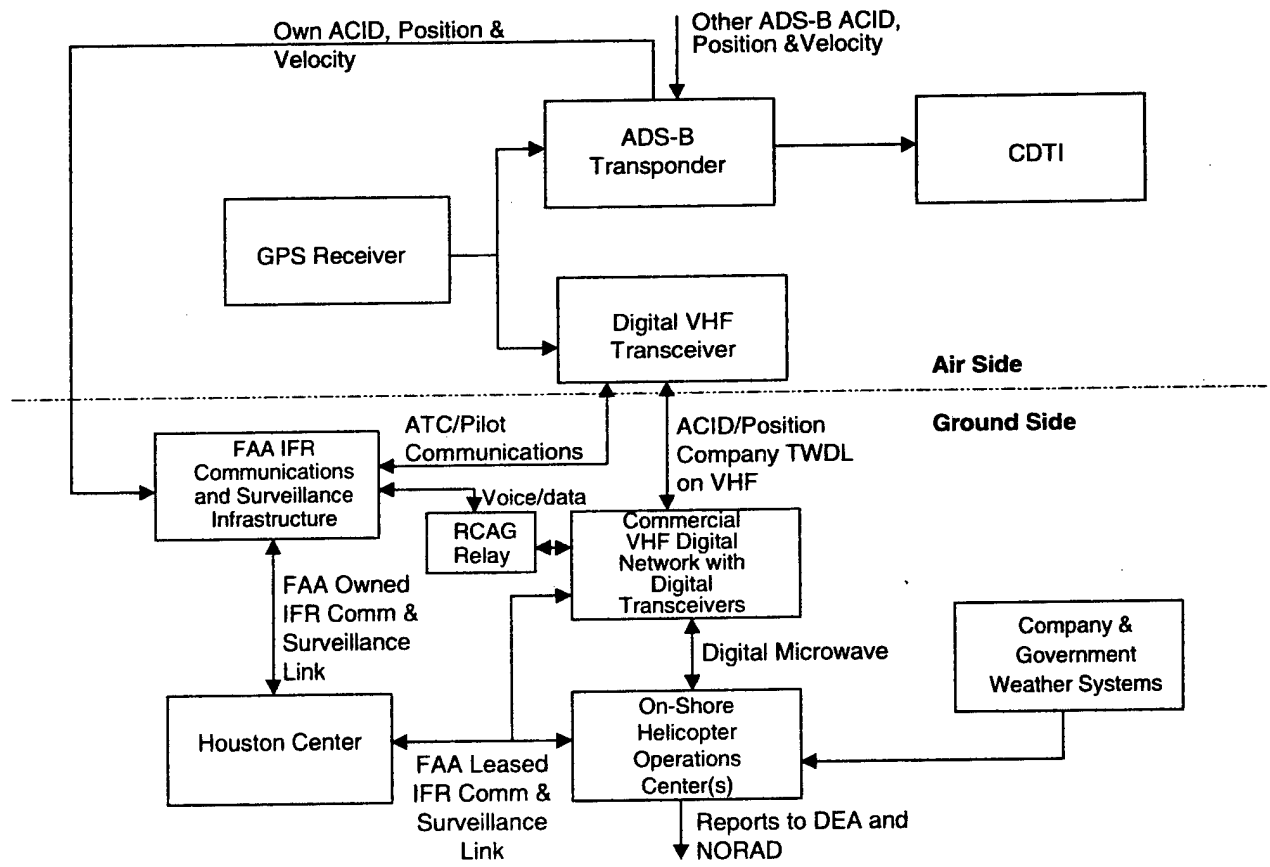 Own ACID, Position &
Velocity
Other ADS-B ACID,
Position &Velocity
ADS-B
Transponder
CDTI
GPS Receiver
Digital VHF
Transceiver
Air Side
Ground Side
ATC/Pilot
Communications
ACID/Position
Company TWDL
on VHF
FAA IFR
Communications
and Surveillance
Infrastructure
Voice/data
RCAG
Relay
Commercial
VHF Digital
Network with
Digital
Transceivers
FAA Owned
IFR Comm &
Surveillance
Link
Digital Microwave
Company &
Government
Weather Systems
Houston Center
On-Shore
Helicopter
Operations
Center(s)
FAA Leased
IFR Comm &
Surveillance
Link
Reports to DEA and
NORAD